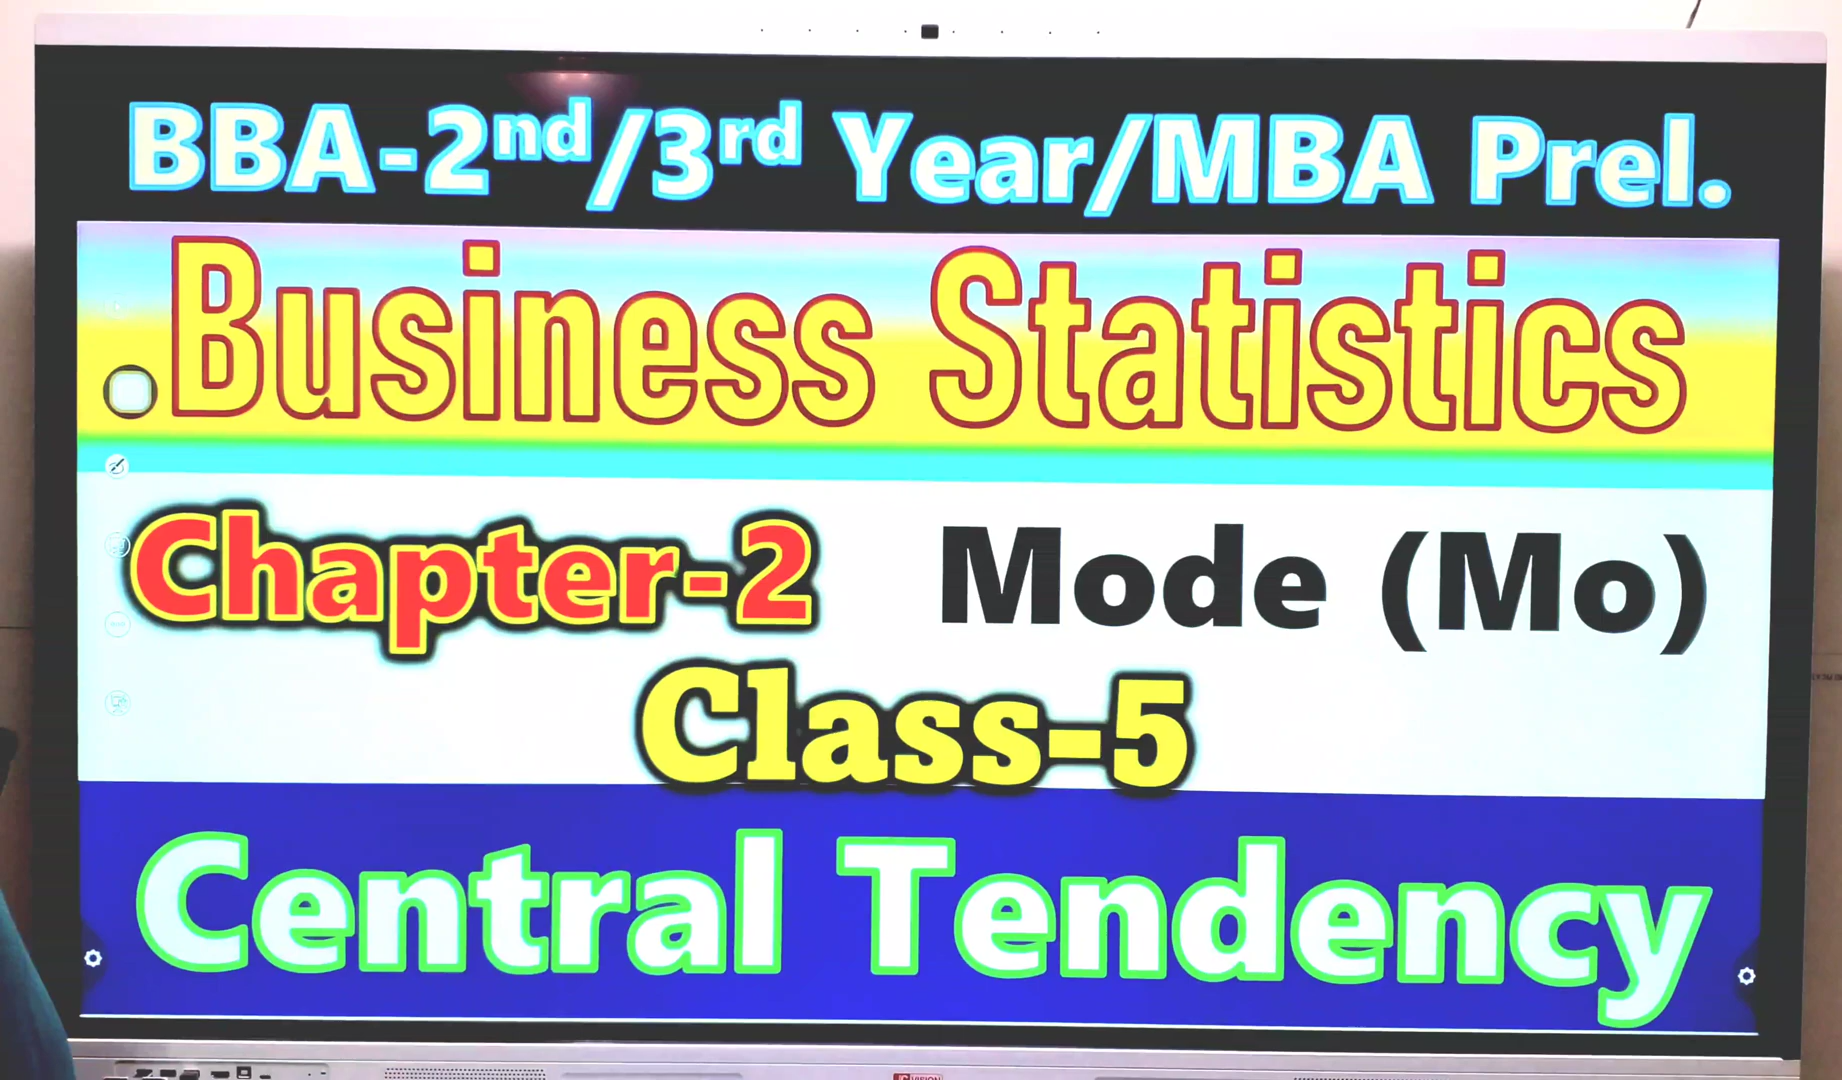 BBA-2nd/3rd Year/MBA Prel.
Business Statistics
Chapter-2 Mode (Mo)
Class-5
Central Tendency